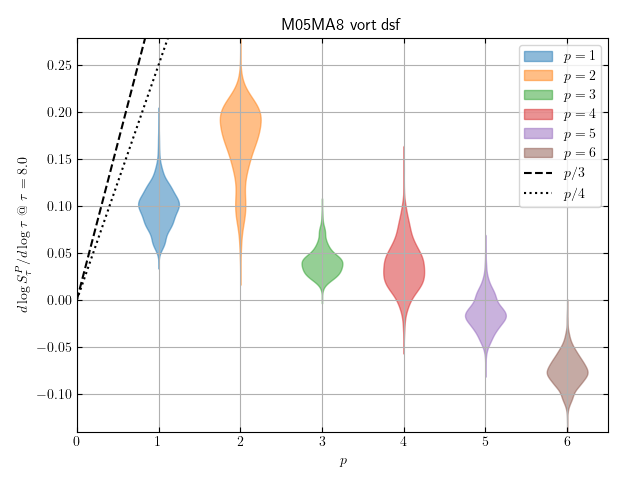 M05MA8 vort dsf
0.25
0.20
0.15
0.10
0.05
0.00
−0.05
−0.10
d log S_τ^P / d log τ @ τ = 8.0
0 1 2 3 4 5 6
p
p = 1
p = 2
p = 3
p = 4
p = 5
p = 6
p/3
p/4